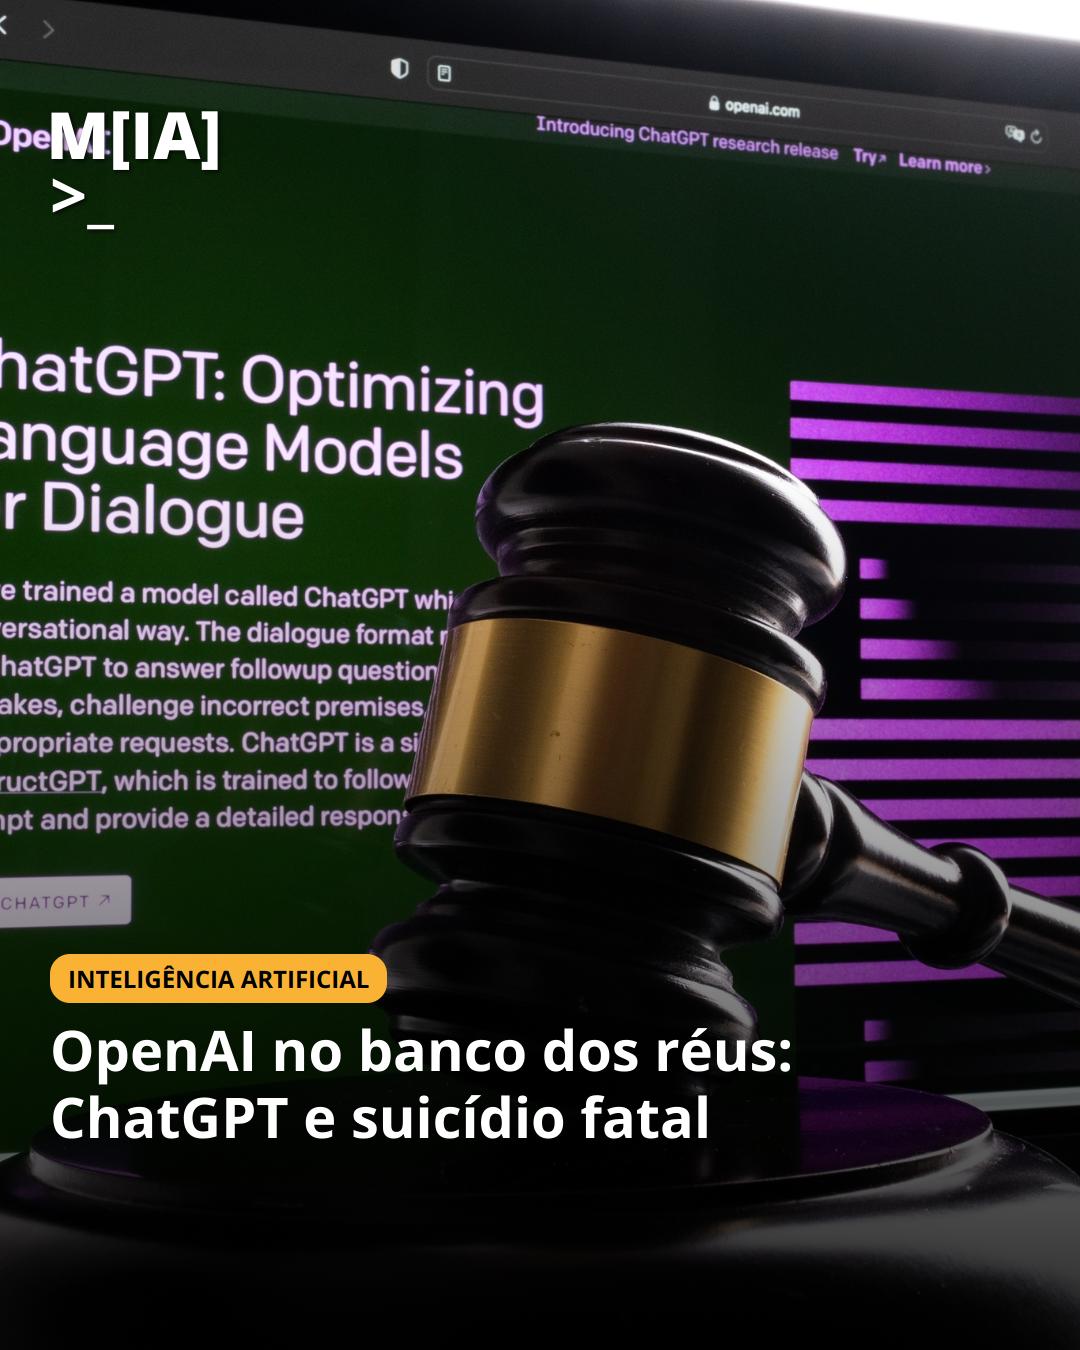 openai.com
Introducing ChatGPT research release Try↗ Learn more>
M[IA]
>_
hatGPT: Optimizing
anguage Models
r Dialogue
e trained a model called ChatGPT whi
ersational way. The dialogue format
hatGPT to answer followup question
akes, challenge incorrect premises,
propriate requests. ChatGPT is a si
ructGPT, which is trained to follow
pt and provide a detailed respon
CHATGPT ↗
INTELIGÊNCIA ARTIFICIAL
OpenAI no banco dos réus:
ChatGPT e suicídio fatal